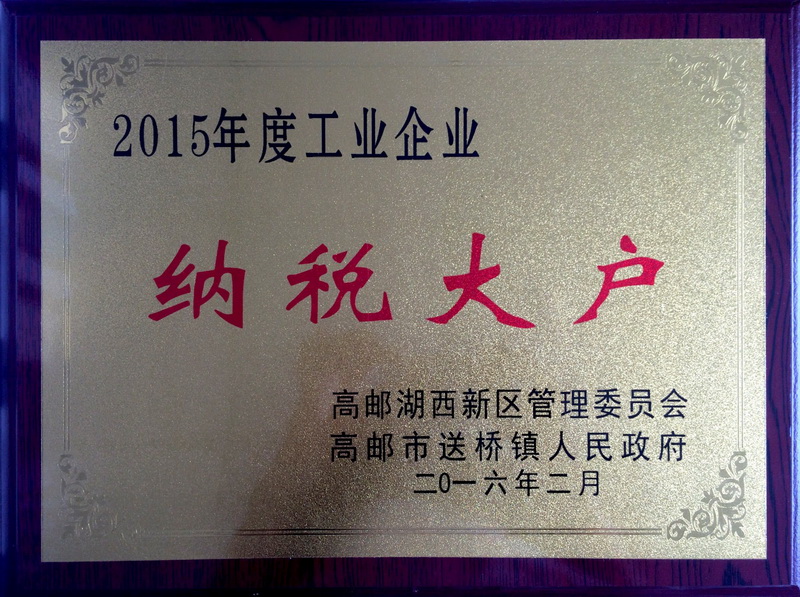 2015年度工业企业
纳税大户
高邮湖西新区管理委员会
高邮市送桥镇人民政府
二0一六年二月